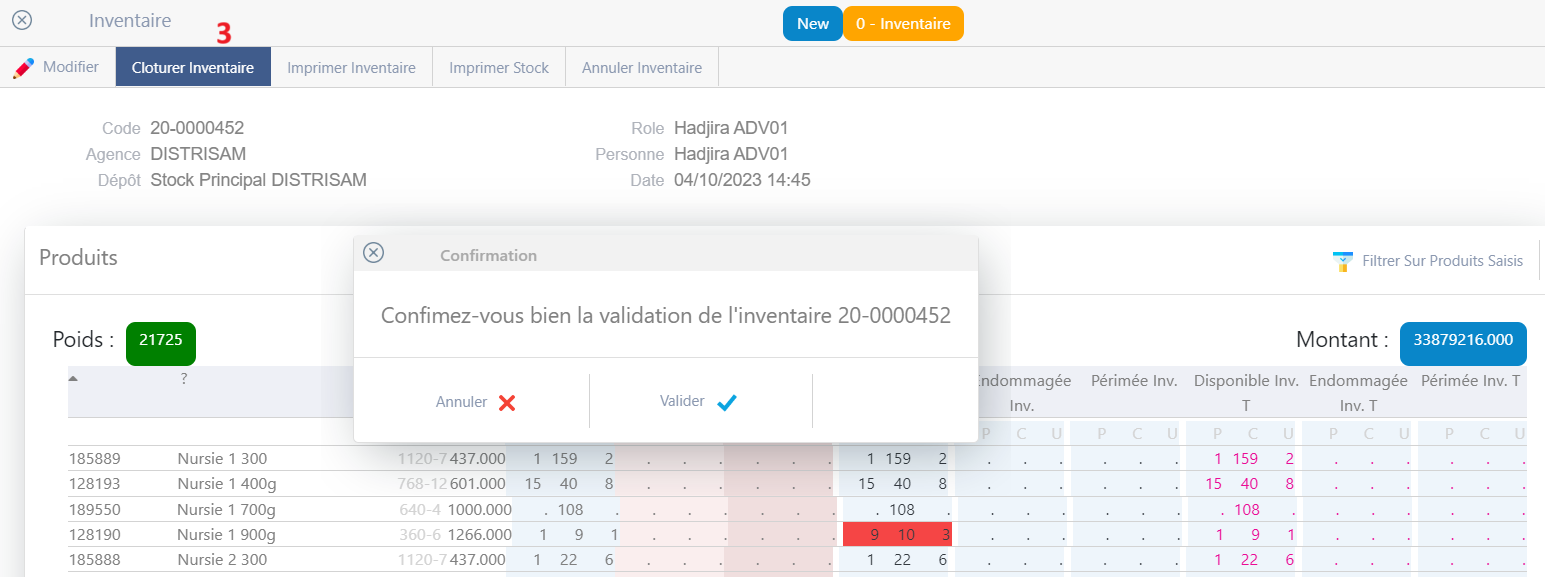 Inventaire
3
New
0 - Inventaire
Modifier
Cloturer Inventaire
Imprimer Inventaire
Imprimer Stock
Annuler Inventaire
Code 20-0000452
Role Hadjira ADV01
Agence DISTRISAM
Personne Hadjira ADV01
Dépôt Stock Principal DISTRISAM
Date 04/10/2023 14:45
Produits
Filtrer Sur Produits Saisis
Confirmation
Confimez-vous bien la validation de l'inventaire 20-0000452
Annuler
Valider
Poids : 21725
Montant : 33879216.000
? Endommagée Périmée Inv. Disponible Inv. Endommagée Périmée Inv. T
Inv. T Inv. T
P C U P C U P C U P C U P C U
185889 Nursie 1 300 1120-7 437.000 1 159 2 . . . . . . 1 159 2 . . . . . . 1 159 2 . . . . . .
128193 Nursie 1 400g 768-12 601.000 15 40 8 . . . . . . 15 40 8 . . . . . . 15 40 8 . . . . . .
189550 Nursie 1 700g 640-4 1000.000 . 108 . . . . . . . . 108 . . . . . . . . 108 . . . . . . .
128190 Nursie 1 900g 360-6 1266.000 1 9 1 . . . . . . 9 10 3 . . . . . . 1 9 1 . . . . . .
185888 Nursie 2 300 1120-7 437.000 1 22 6 . . . . . . 1 22 6 . . . . . . 1 22 6 . . . . . .